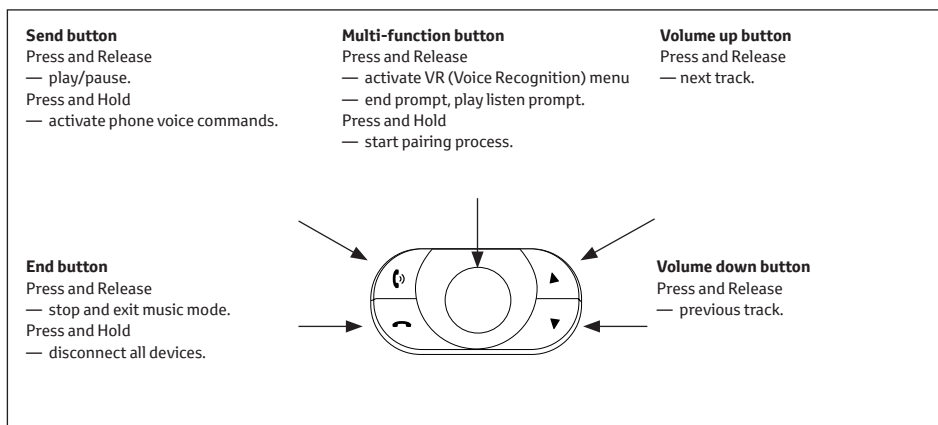 Send button
Press and Release
— play/pause.
Press and Hold
— activate phone voice commands.
Multi-function button
Press and Release
— activate VR (Voice Recognition) menu
— end prompt, play listen prompt.
Press and Hold
— start pairing process.
Volume up button
Press and Release
— next track.
End button
Press and Release
— stop and exit music mode.
Press and Hold
— disconnect all devices.
Volume down button
Press and Release
— previous track.